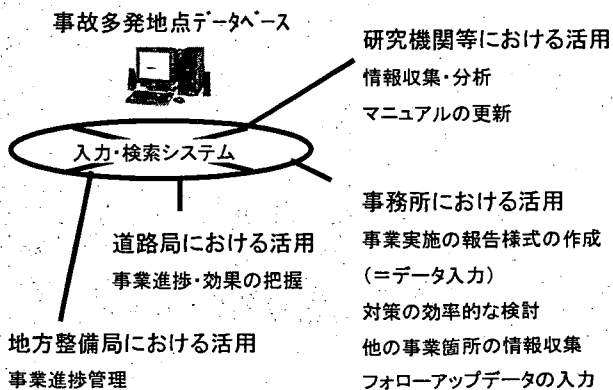 事故多発地点データベース
研究機関等における活用
情報収集・分析
マニュアルの更新
入力・検索システム
事務所における活用
事業実施の報告様式の作成
(=データ入力)
対策の効率的な検討
他の事業箇所の情報収集
フォローアップデータの入力
道路局における活用
事業進捗・効果の把握
地方整備局における活用
事業進捗管理